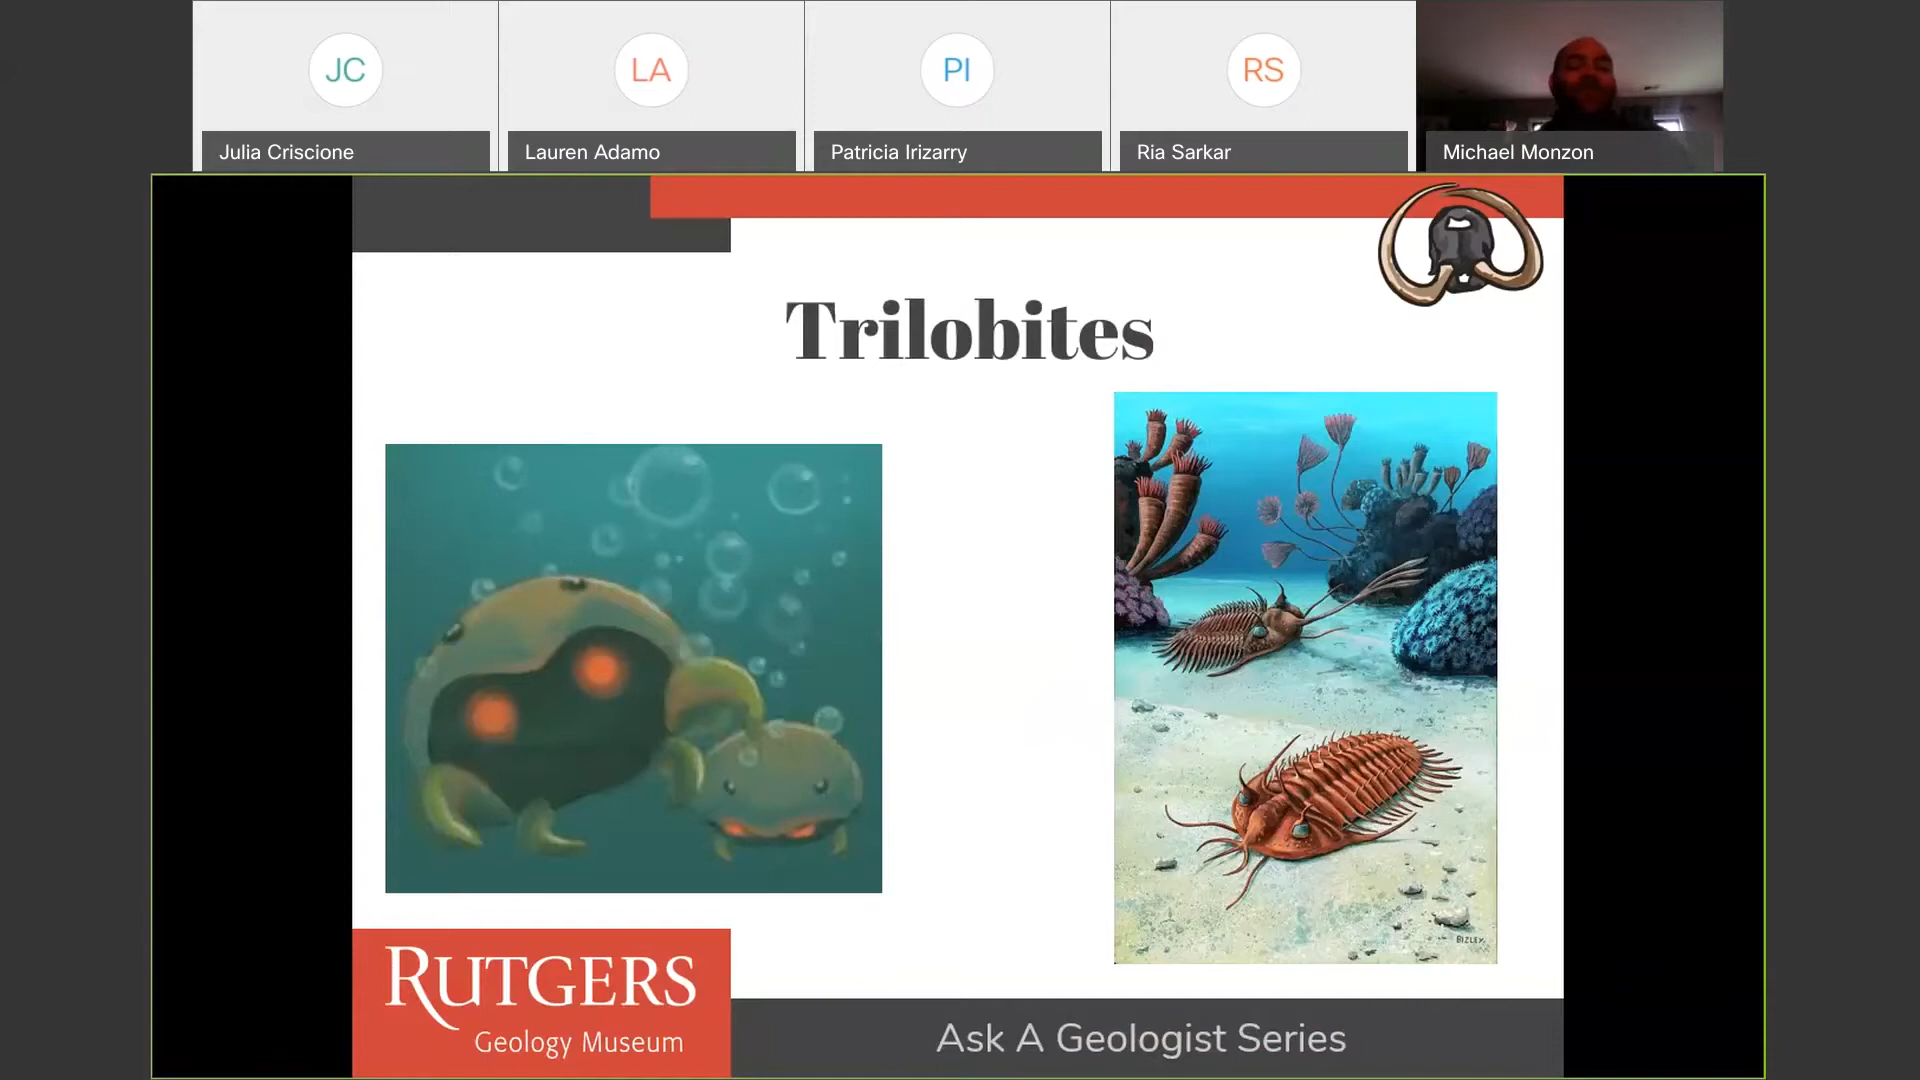 JC
LA
PI
RS
Julia Criscione
Lauren Adamo
Patricia Irizarry
Ria Sarkar
Michael Monzon
Trilobites
BIZLEY
RUTGERS
Geology Museum
Ask A Geologist Series